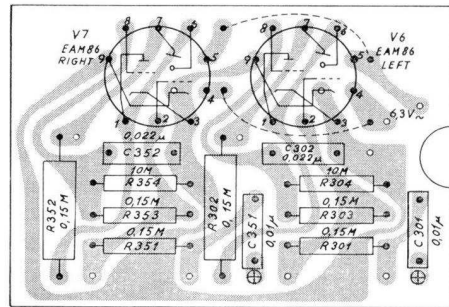 V7
EAM86
RIGHT
8
7
6
9
5
4
1
2
3
V6
EAM86
LEFT
8
7
6
9
5
4
1
2
3
6,3V~
0,022µ
C352
C302
0,022µ
10M
R354
0,15M
R353
0,15M
R351
R352
0,15M
R302
0,15M
C351
0,01µ
10M
R304
0,15M
R303
0,15M
R301
C301
0,01µ